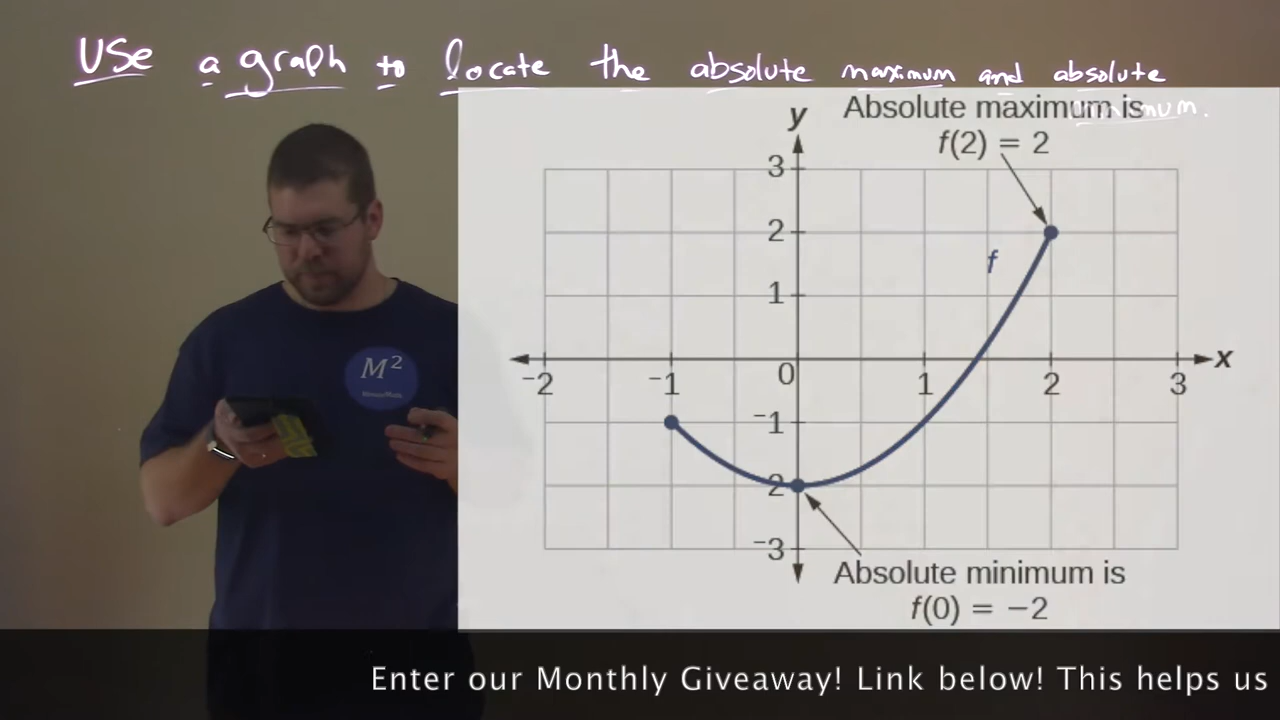 Use a graph to locate the absolute maximum and absolute
minimum.
Absolute maximum is
f(2) = 2
y
3
2
f
1
x
−2
−1
0
1
2
3
−1
−2
−3
Absolute minimum is
f(0) = −2
M²
Enter our Monthly Giveaway! Link below! This helps us